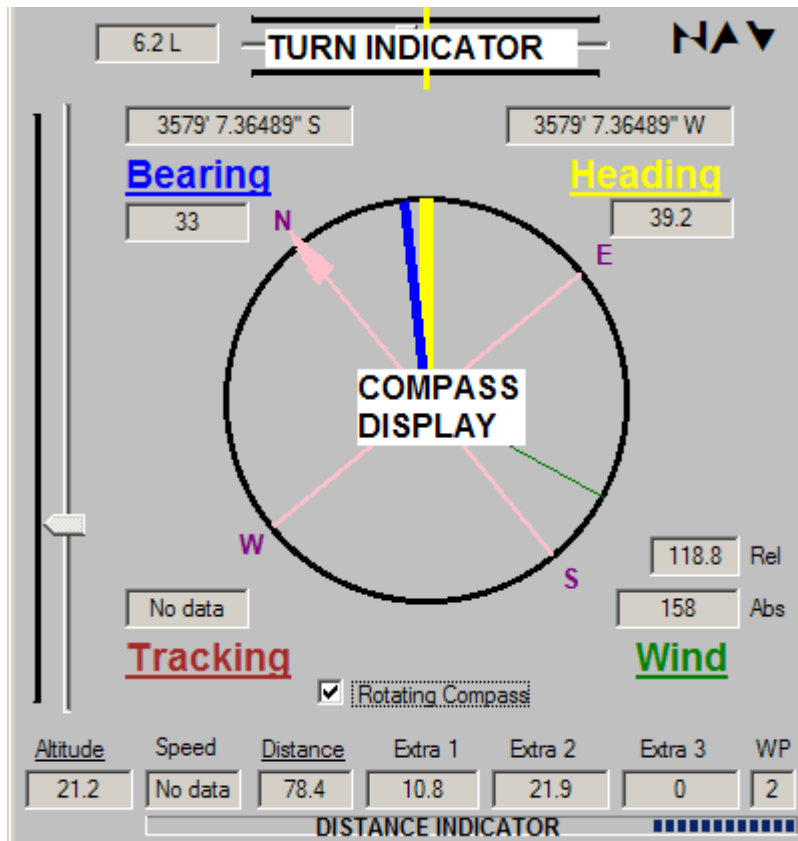 6.2 L
TURN INDICATOR
NAV
3579' 7.36489" S
3579' 7.36489" W
Bearing
Heading
33
39.2
N
E
COMPASS
DISPLAY
W
S
118.8 Rel
No data
158 Abs
Tracking
Wind
Rotating Compass
Altitude Speed Distance Extra 1 Extra 2 Extra 3 WP
21.2 No data 78.4 10.8 21.9 0 2
DISTANCE INDICATOR